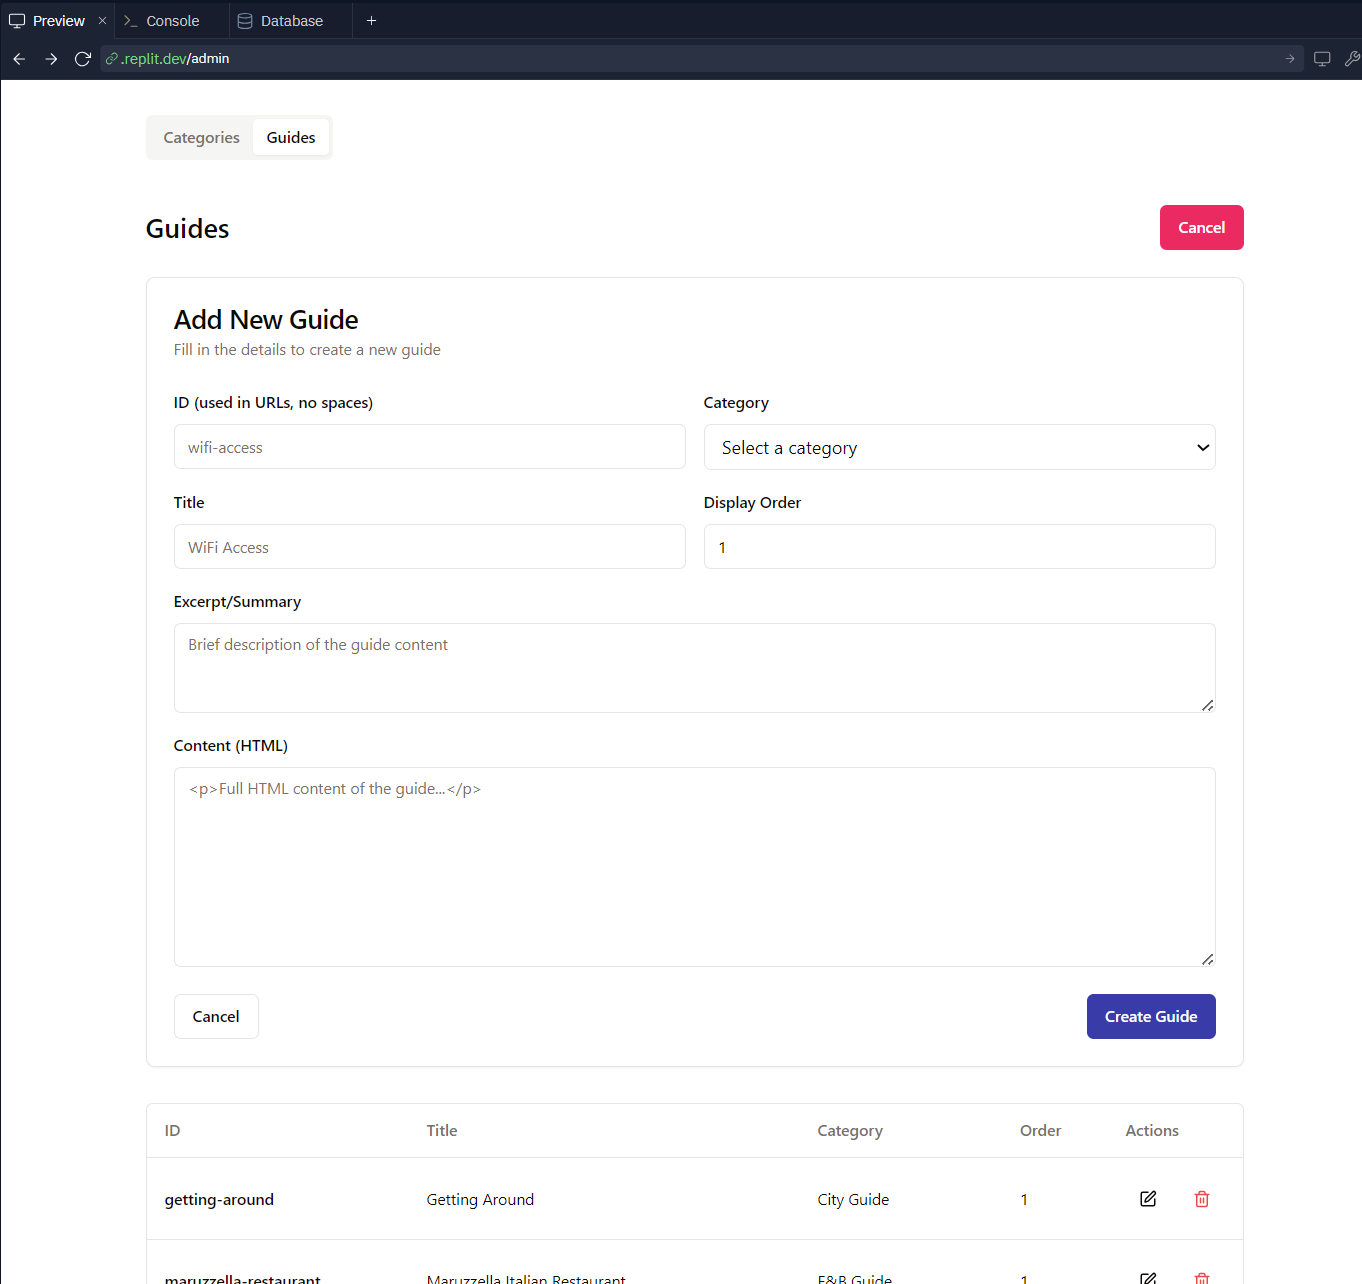 Preview
Console
Database
.replit.dev/admin
Categories
Guides
Guides
Cancel
Add New Guide
Fill in the details to create a new guide
ID (used in URLs, no spaces)
Category
wifi-access
Select a category
Title
Display Order
WiFi Access
1
Excerpt/Summary
Brief description of the guide content
Content (HTML)
<p>Full HTML content of the guide...</p>
Cancel
Create Guide
ID Title Category Order Actions
getting-around Getting Around City Guide 1
maruzzella-restaurant Maruzzella Italian Restaurant F&B Guide 1